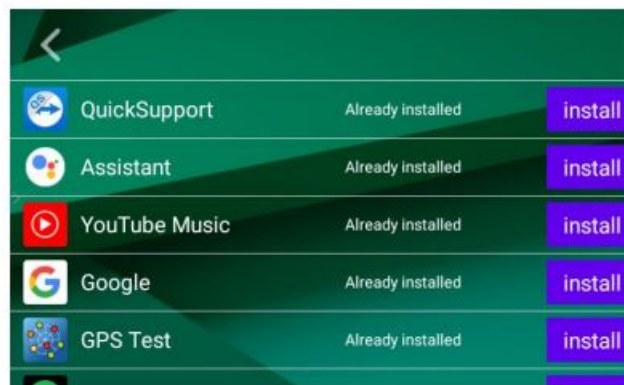 QS
QuickSupport Already installed install
Assistant Already installed install
YouTube Music Already installed install
G
Google Already installed install
GPS Test Already installed install